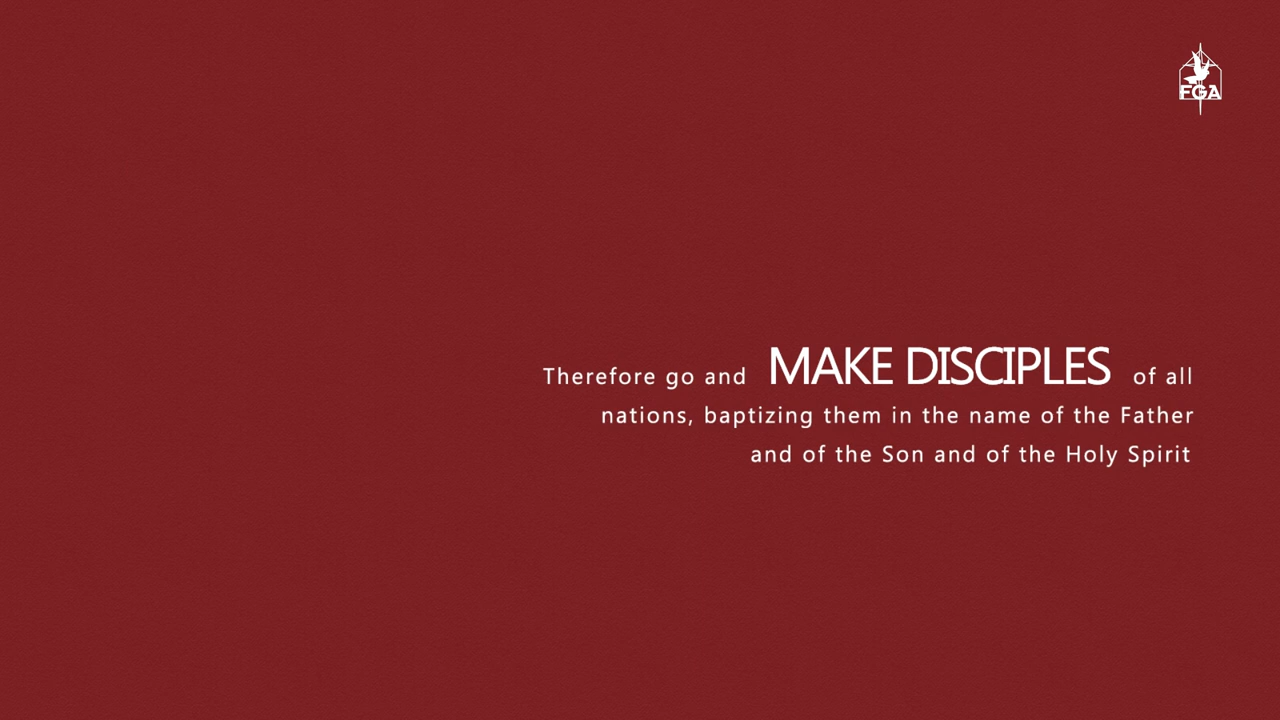 FGA
Therefore go and MAKE DISCIPLES of all
nations, baptizing them in the name of the Father
and of the Son and of the Holy Spirit